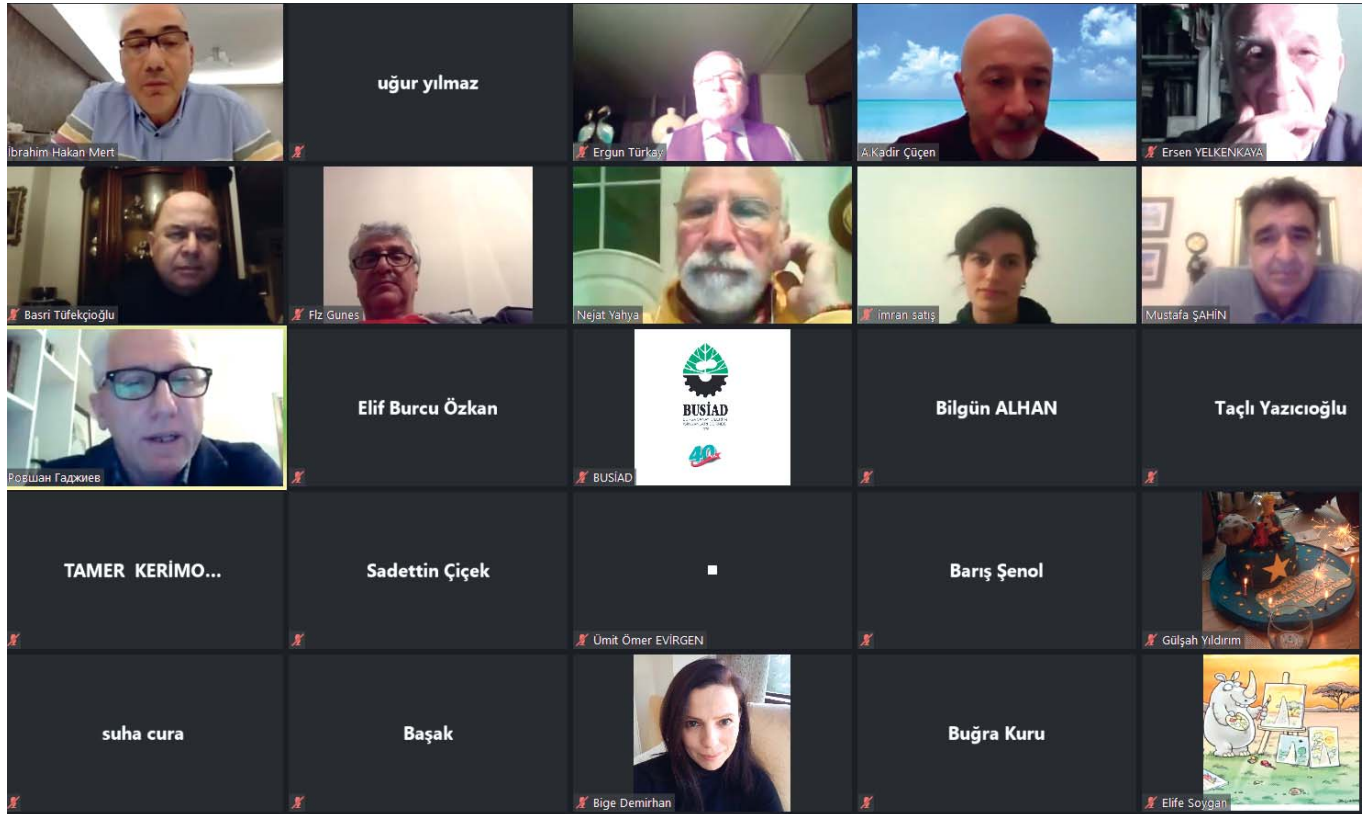 İbrahim Hakan Mert
uğur yılmaz
Ergun Türkay
A.Kadir Çüçen
Ersen YELKENKAYA
Basri Tüfekçioğlu
Flz Gunes
Nejat Yahya
imran satış
Mustafa ŞAHİN
Ровшан Гаджиев
Elif Burcu Özkan
BUSİAD
40
BUSİAD
Bilgün ALHAN
Taçlı Yazıcıoğlu
TAMER KERİMO...
Sadettin Çiçek
Ümit Ömer EVİRGEN
Barış Şenol
Gülşah Yıldırım
suha cura
Başak
Bige Demirhan
Buğra Kuru
Elife Soygan